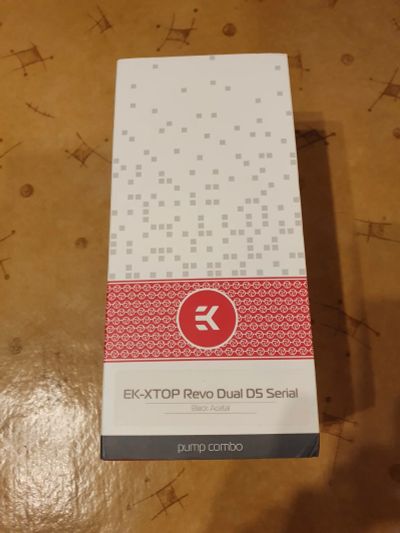 EK
EK-XTOP Revo Dual D5 Serial
Black Acetal
pump combo